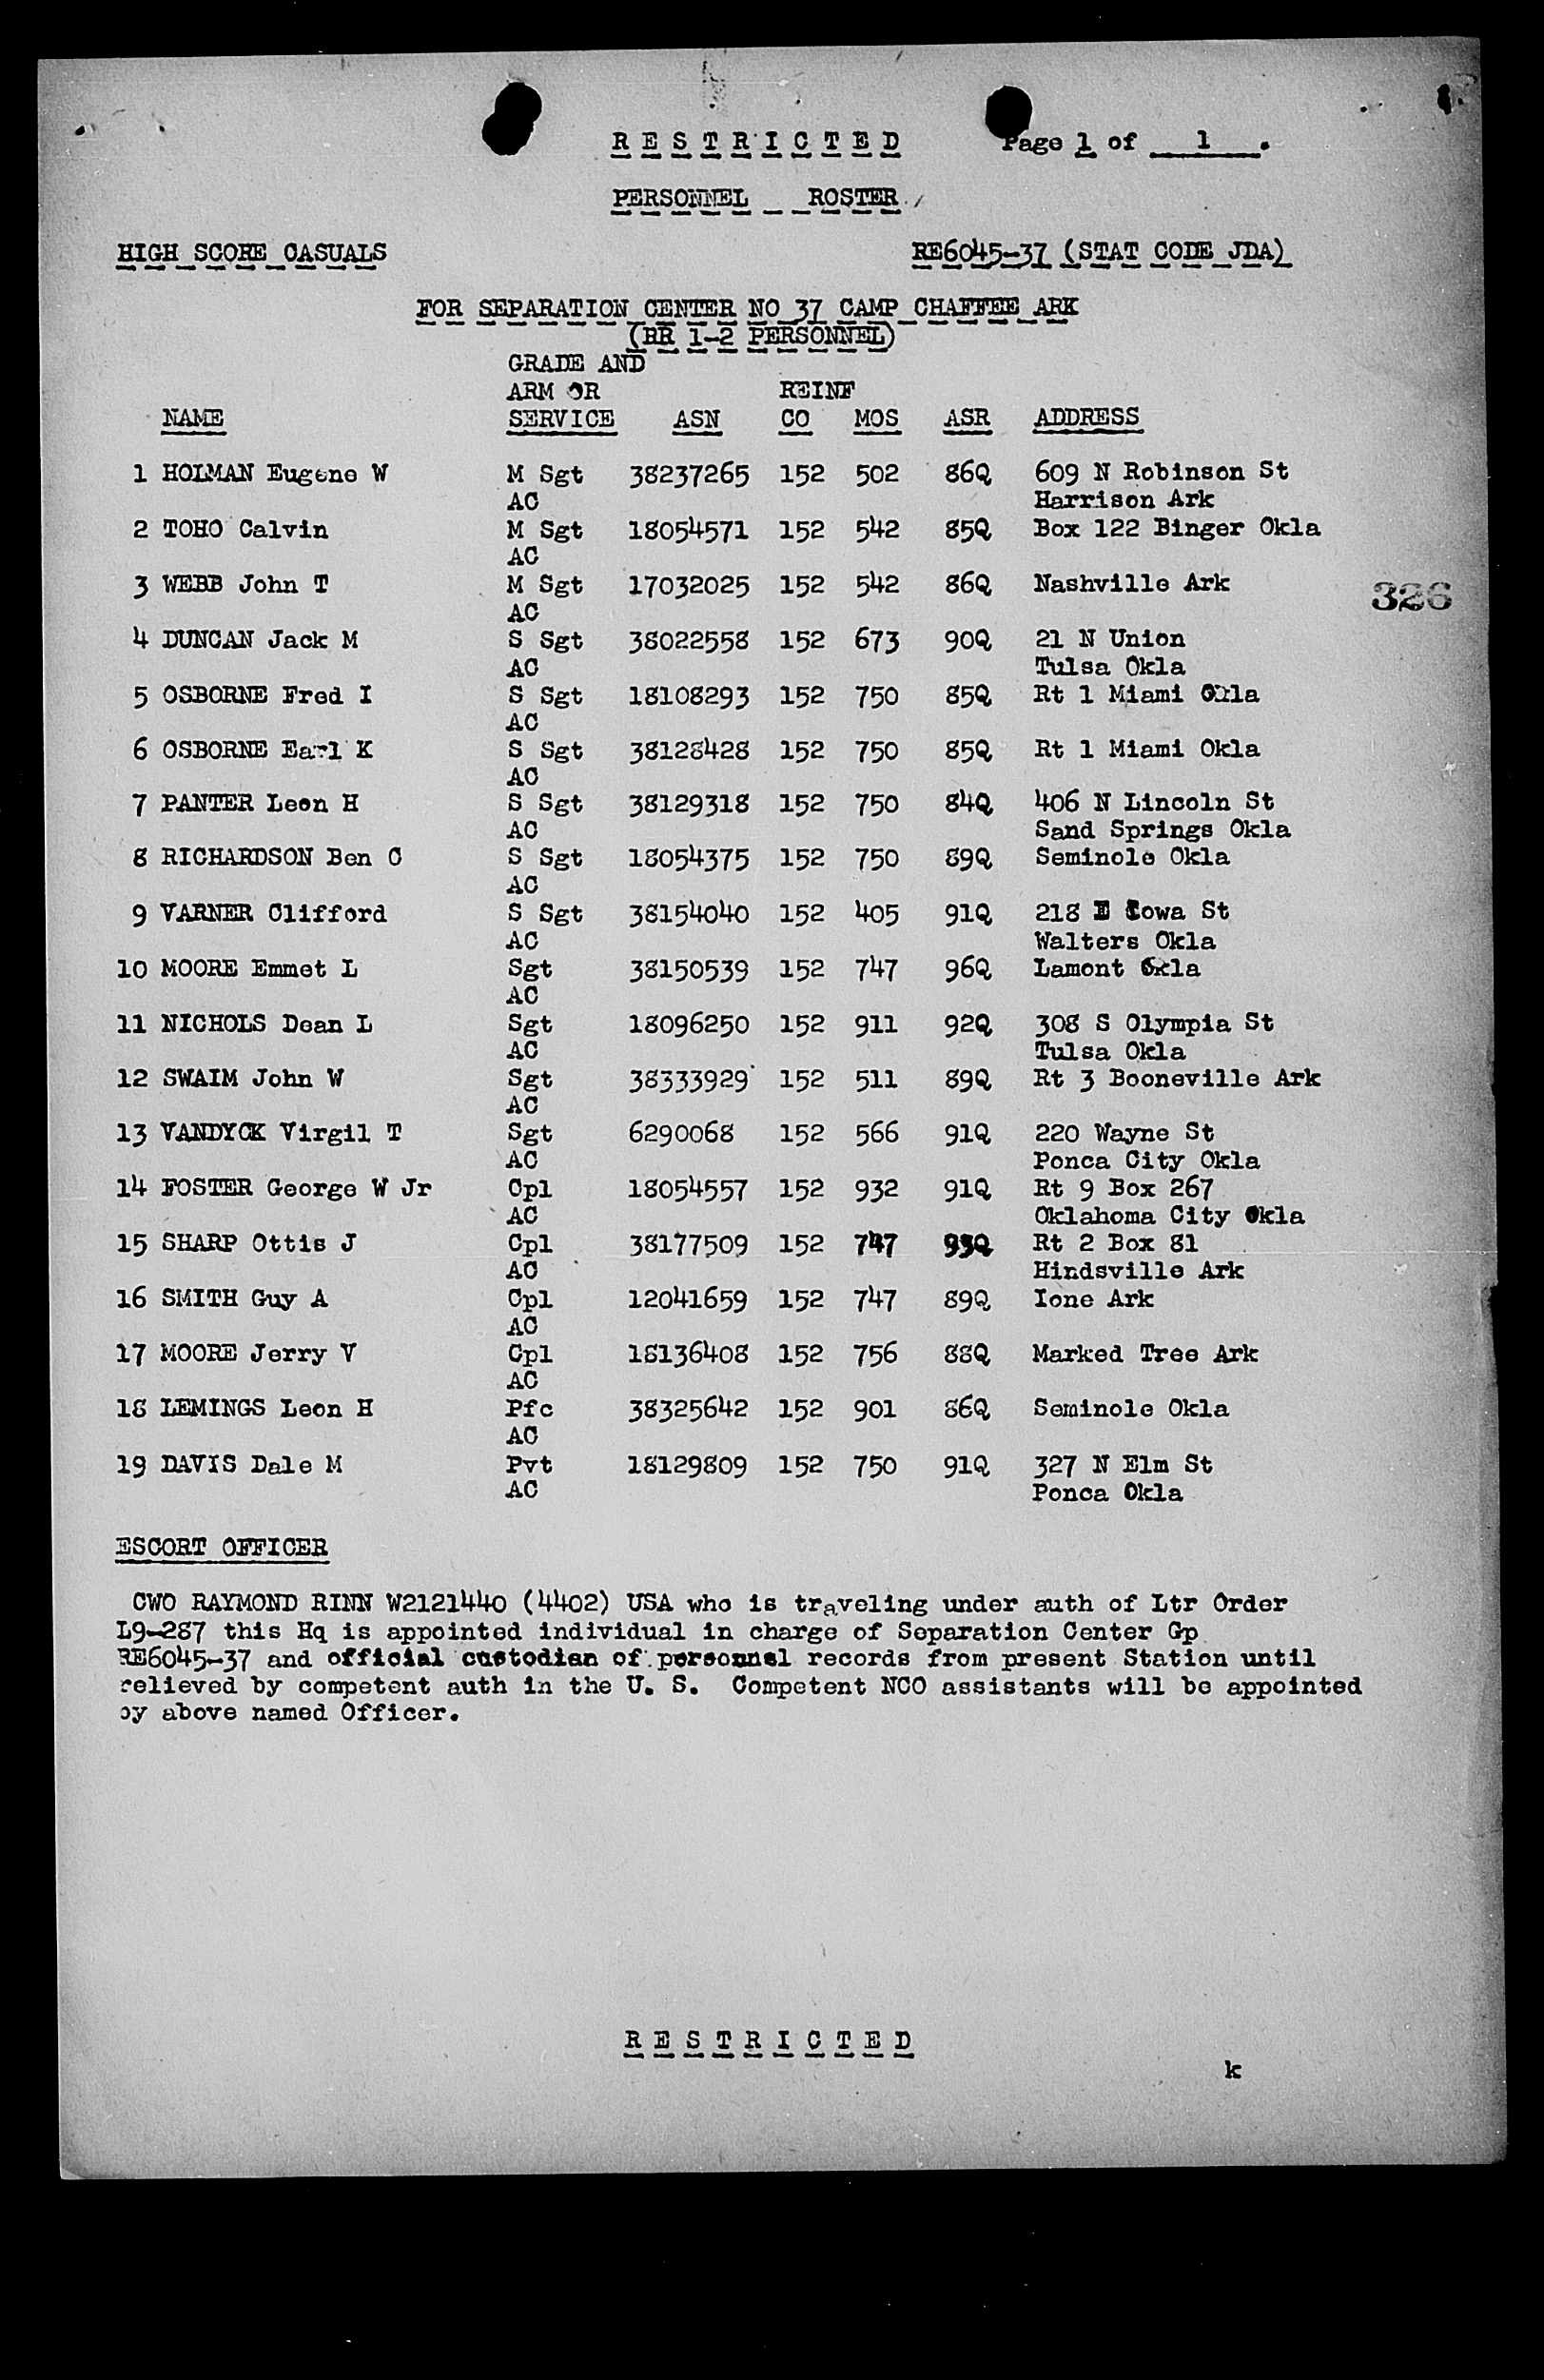 R E S T R I C T E D Page 1 of 1 .
PERSONNEL ROSTER
HIGH SCORE CASUALS RE6045-37 (STAT CODE JDA)
FOR SEPARATION CENTER NO 37 CAMP CHAFFEE ARK
(RR 1-2 PERSONNEL)
GRADE AND
ARM OR REINF
NAME SERVICE ASN CO MOS ASR ADDRESS
1 HOLMAN Eugene W M Sgt 38237265 152 502 86Q 609 N Robinson St
AC Harrison Ark
2 TOHO Calvin M Sgt 18054571 152 542 85Q Box 122 Binger Okla
AC
3 WEBB John T M Sgt 17032025 152 542 86Q Nashville Ark
326
AC
4 DUNCAN Jack M S Sgt 38022558 152 673 90Q 21 N Union
AC Tulsa Okla
5 OSBORNE Fred I S Sgt 18108293 152 750 85Q Rt 1 Miami Okla
AC
6 OSBORNE Earl K S Sgt 38128428 152 750 85Q Rt 1 Miami Okla
AC
7 PANTER Leon H S Sgt 38129318 152 750 84Q 406 N Lincoln St
AC Sand Springs Okla
8 RICHARDSON Ben C S Sgt 18054375 152 750 89Q Seminole Okla
AC
9 VARNER Clifford S Sgt 38154040 152 405 91Q 218 E Iowa St
AC Walters Okla
10 MOORE Emmet L Sgt 38150539 152 747 96Q Lamont Okla
AC
11 NICHOLS Dean L Sgt 18096250 152 911 92Q 308 S Olympia St
AC Tulsa Okla
12 SWAIM John W Sgt 38333929 152 511 89Q Rt 3 Booneville Ark
AC
13 VANDYCK Virgil T Sgt 6290068 152 566 91Q 220 Wayne St
AC Ponca City Okla
14 FOSTER George W Jr Cpl 18054557 152 932 91Q Rt 9 Box 267
AC Oklahoma City Okla
15 SHARP Ottis J Cpl 38177509 152 747 93Q Rt 2 Box 81
AC Hindsville Ark
16 SMITH Guy A Cpl 12041659 152 747 89Q Ione Ark
AC
17 MOORE Jerry V Cpl 18136408 152 756 88Q Marked Tree Ark
AC
18 LEMINGS Leon H Pfc 38325642 152 901 86Q Seminole Okla
AC
19 DAVIS Dale M Pvt 18129809 152 750 91Q 327 N Elm St
AC Ponca Okla
ESCORT OFFICER
CWO RAYMOND RINN W2121440 (4402) USA who is traveling under auth of Ltr Order
L9-287 this Hq is appointed individual in charge of Separation Center Gp
RE6045-37 and official custodian of personnel records from present Station until
relieved by competent auth in the U. S. Competent NCO assistants will be appointed
by above named Officer.
R E S T R I C T E D
k